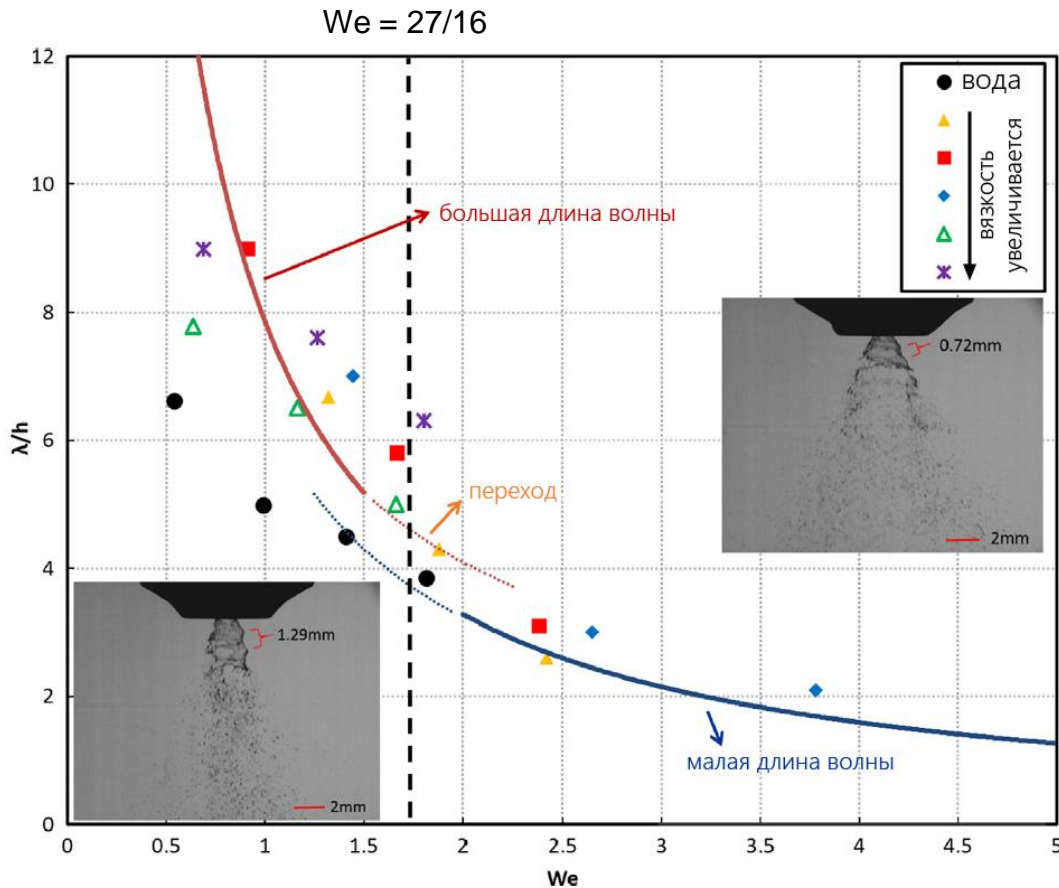 We = 27/16
12
10
8
6
4
2
0
λ/h
вода
вязкость
увеличивается
большая длина волны
0.72mm
2mm
переход
1.29mm
2mm
малая длина волны
0
0.5
1
1.5
2
2.5
3
3.5
4
4.5
5
We